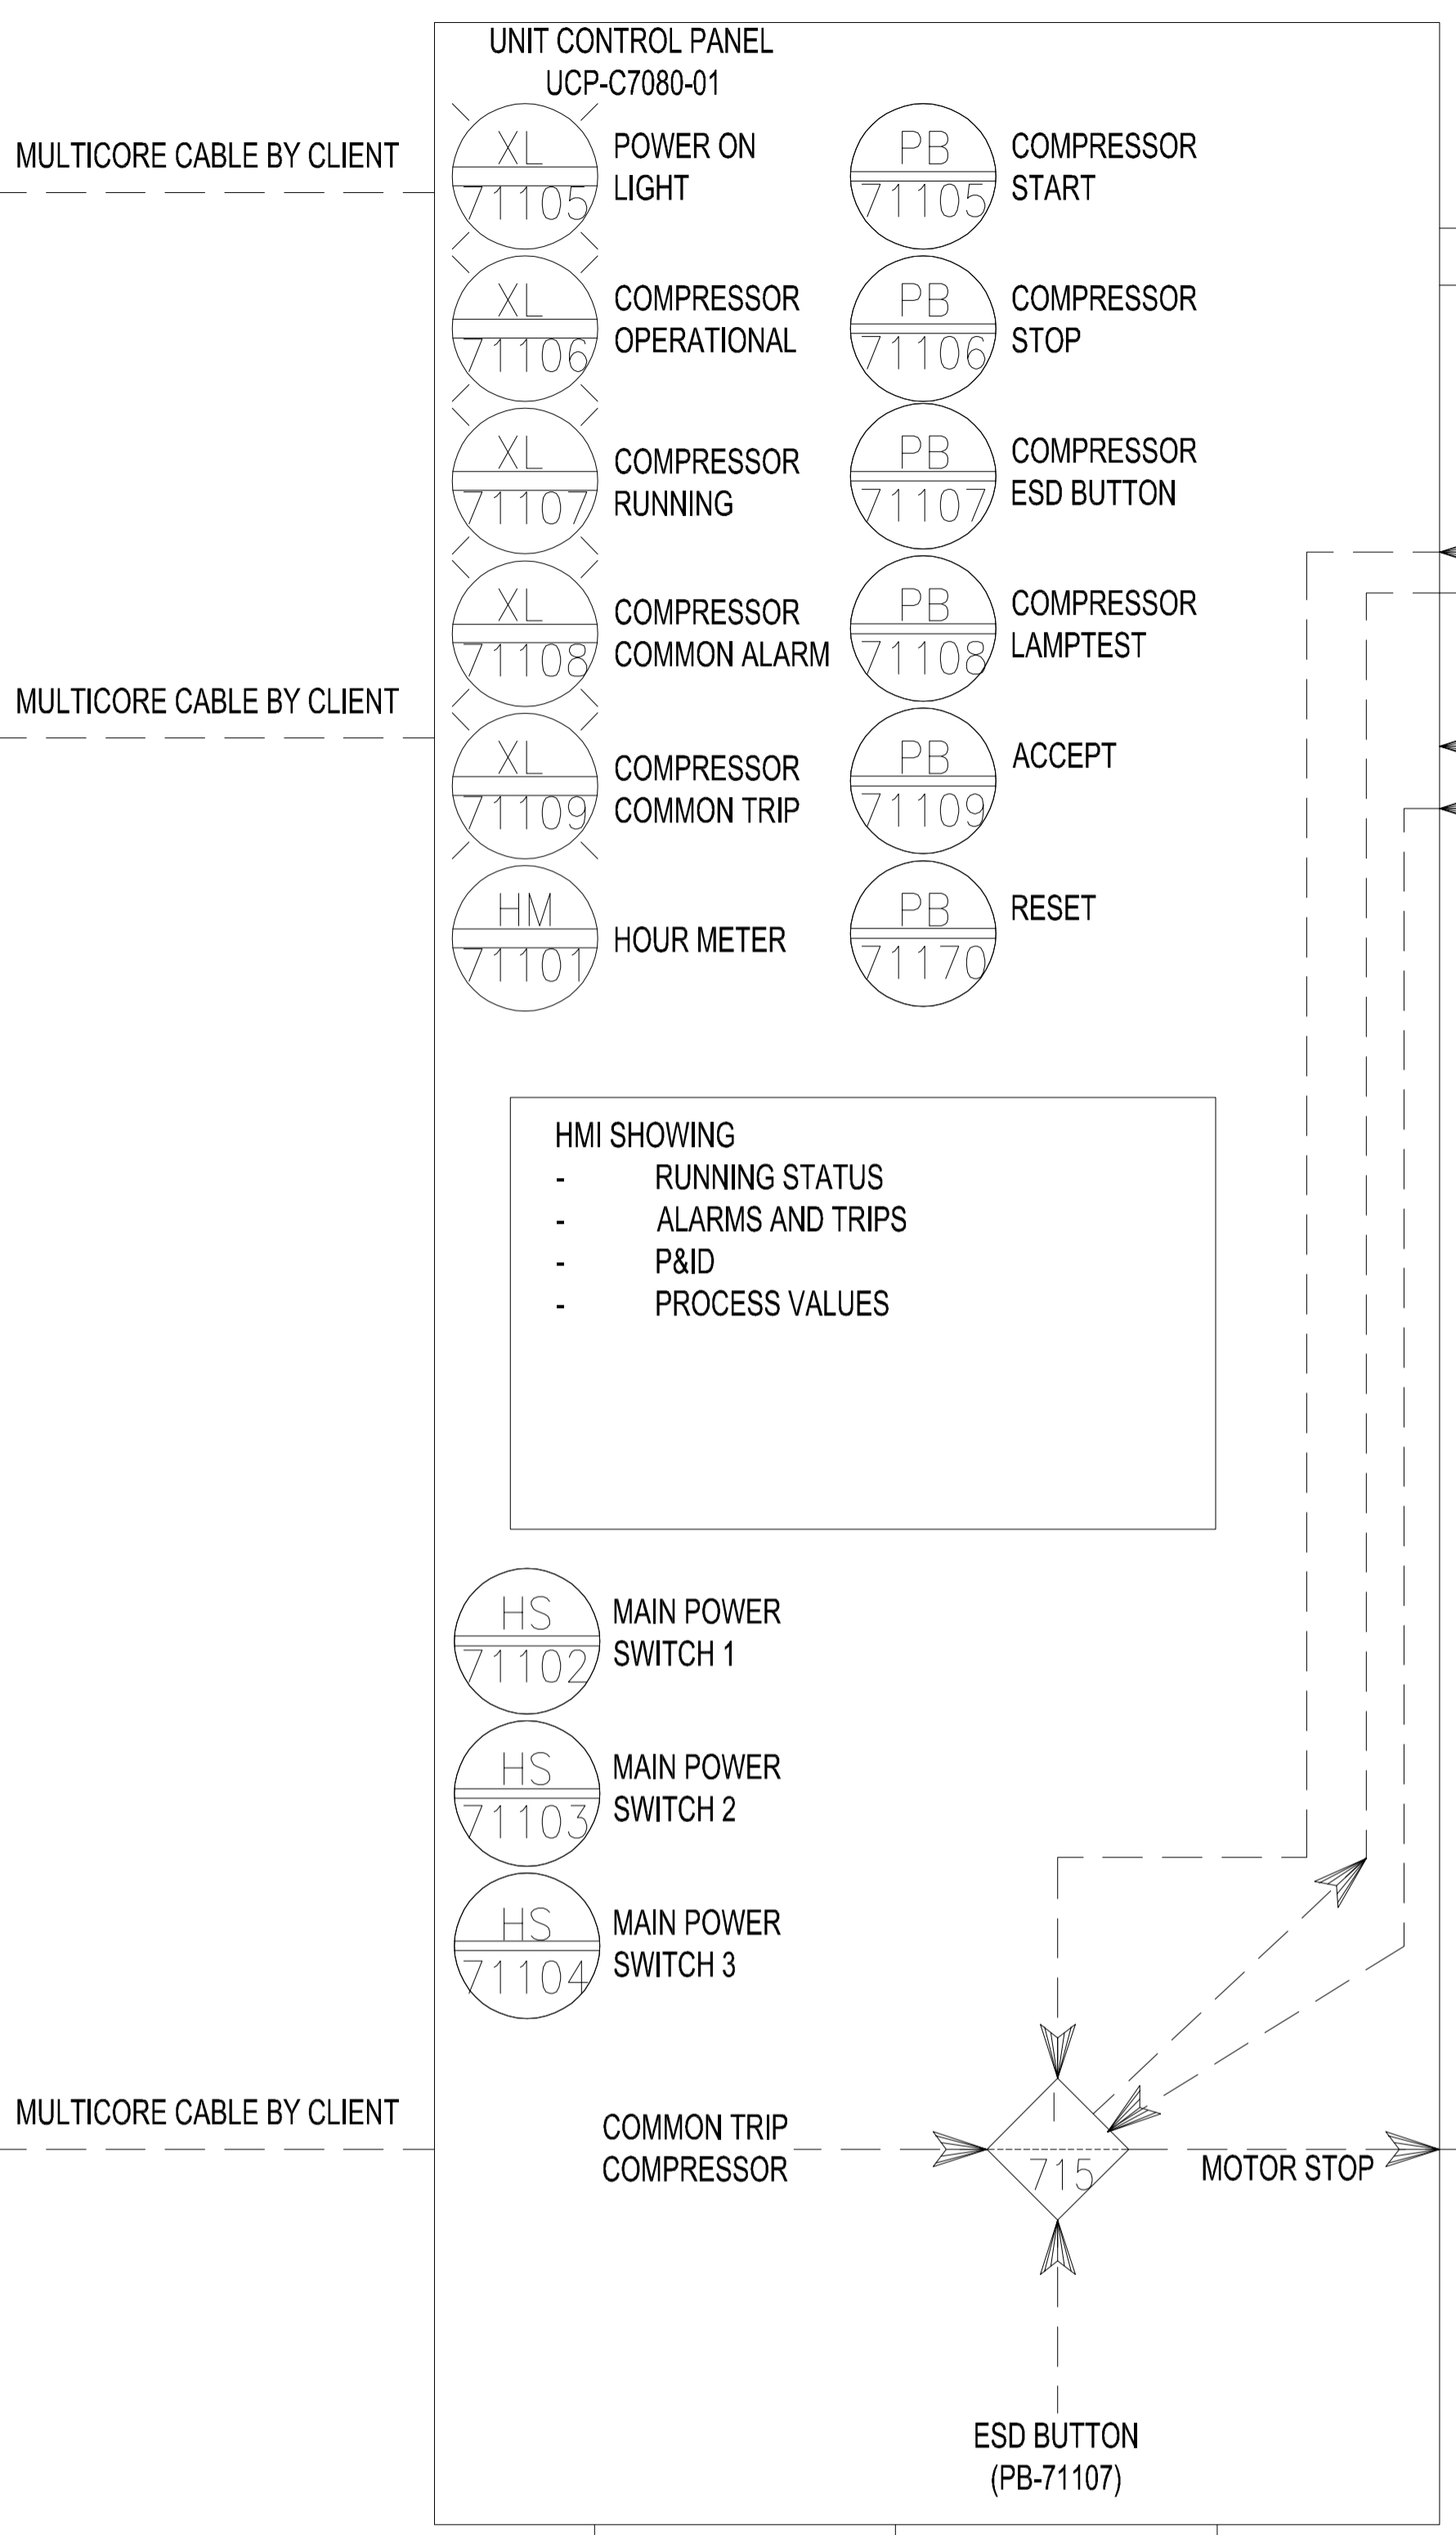 UNIT CONTROL PANEL
UCP-C7080-01
MULTICORE CABLE BY CLIENT
XL
71105
POWER ON
LIGHT
PB
71105
COMPRESSOR
START
XL
71106
COMPRESSOR
OPERATIONAL
PB
71106
COMPRESSOR
STOP
XL
71107
COMPRESSOR
RUNNING
PB
71107
COMPRESSOR
ESD BUTTON
XL
71108
COMPRESSOR
COMMON ALARM
PB
71108
COMPRESSOR
LAMPTEST
MULTICORE CABLE BY CLIENT
XL
71109
COMPRESSOR
COMMON TRIP
PB
71109
ACCEPT
HM
71101
HOUR METER
PB
71170
RESET
HMI SHOWING
- RUNNING STATUS
- ALARMS AND TRIPS
- P&ID
- PROCESS VALUES
HS
71102
MAIN POWER
SWITCH 1
HS
71103
MAIN POWER
SWITCH 2
HS
71104
MAIN POWER
SWITCH 3
MULTICORE CABLE BY CLIENT
COMMON TRIP
COMPRESSOR
I
715
MOTOR STOP
ESD BUTTON
(PB-71107)